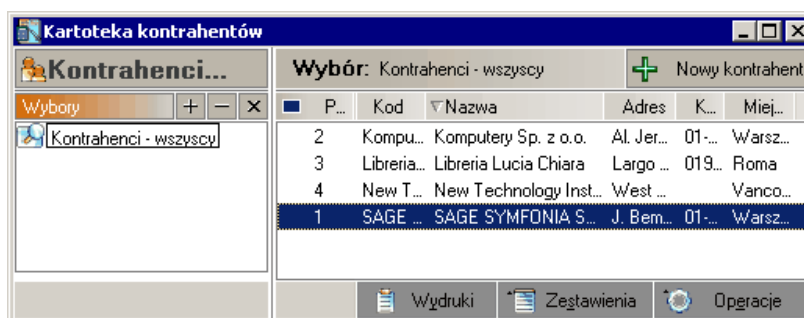 Kartoteka kontrahentów
Kontrahenci...
Wybór: Kontrahenci - wszyscy
Nowy kontrahent
Wybory
P... Kod Nazwa Adres K... Miej...
Kontrahenci - wszyscy
2 Kompu... Komputery Sp. z o.o. Al. Jer... 01-... Warsz...
3 Libreria... Libreria Lucia Chiara Largo ... 019... Roma
4 New T... New Technology Inst... West ... Vanco...
1 SAGE ... SAGE SYMFONIA S... J. Bem... 01-... Warsz...
Wydruki Zestawienia Operacje